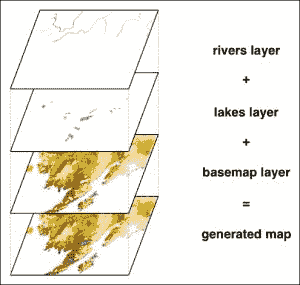 rivers layer
+
lakes layer
+
basemap layer
=
generated map